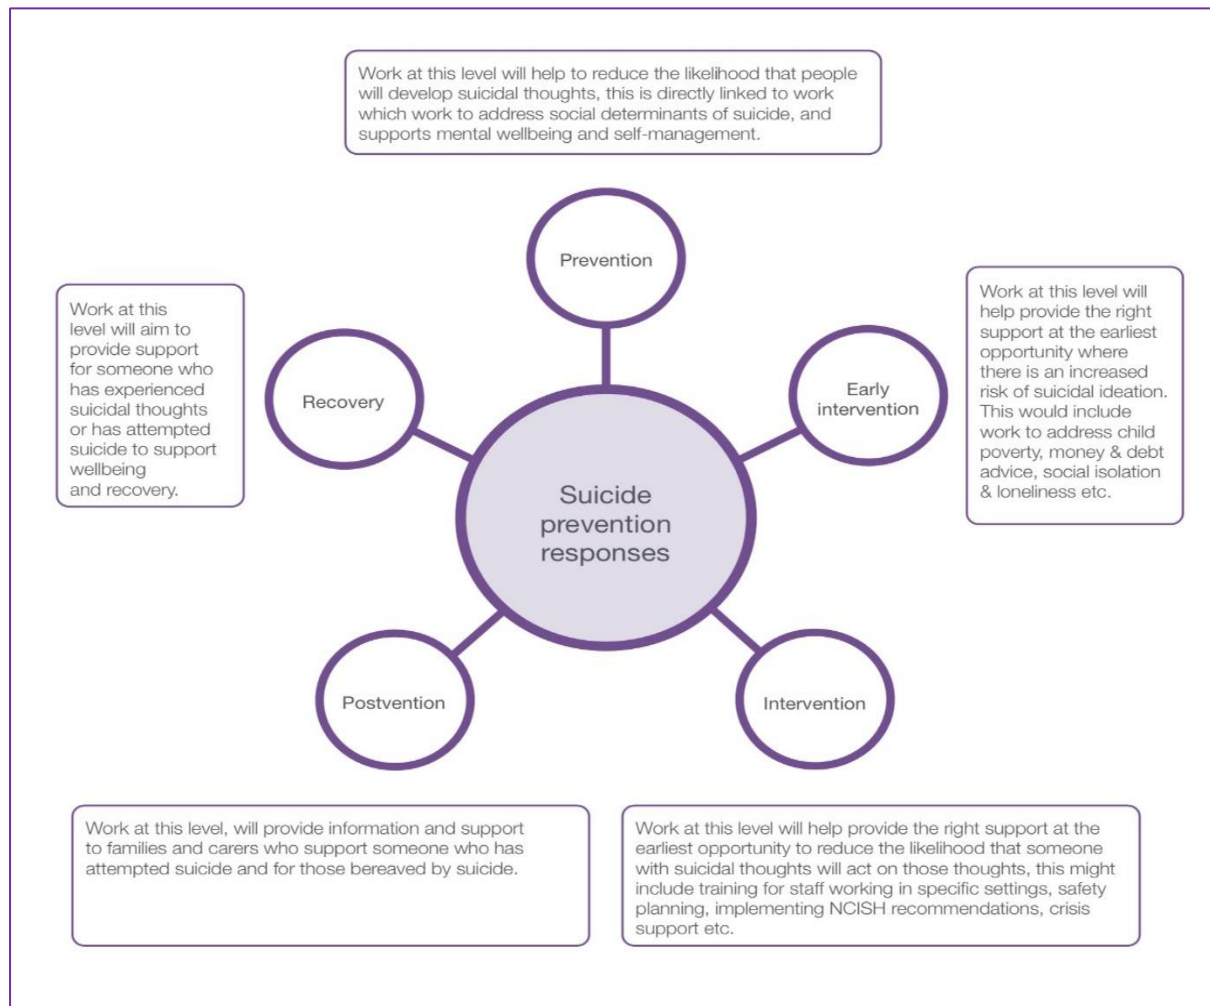 Work at this level will help to reduce the likelihood that people
will develop suicidal thoughts, this is directly linked to work
which work to address social determinants of suicide, and
supports mental wellbeing and self-management.
Prevention
Work at this
level will aim to
provide support
for someone who
has experienced
suicidal thoughts
or has attempted
suicide to support
wellbeing
and recovery.
Recovery
Early
intervention
Work at this level will
help provide the right
support at the earliest
opportunity where
there is an increased
risk of suicidal ideation.
This would include
work to address child
poverty, money & debt
advice, social isolation
& loneliness etc.
Suicide
prevention
responses
Postvention
Intervention
Work at this level, will provide information and support
to families and carers who support someone who has
attempted suicide and for those bereaved by suicide.
Work at this level will help provide the right support at the
earliest opportunity to reduce the likelihood that someone
with suicidal thoughts will act on those thoughts, this might
include training for staff working in specific settings, safety
planning, implementing NCISH recommendations, crisis
support etc.